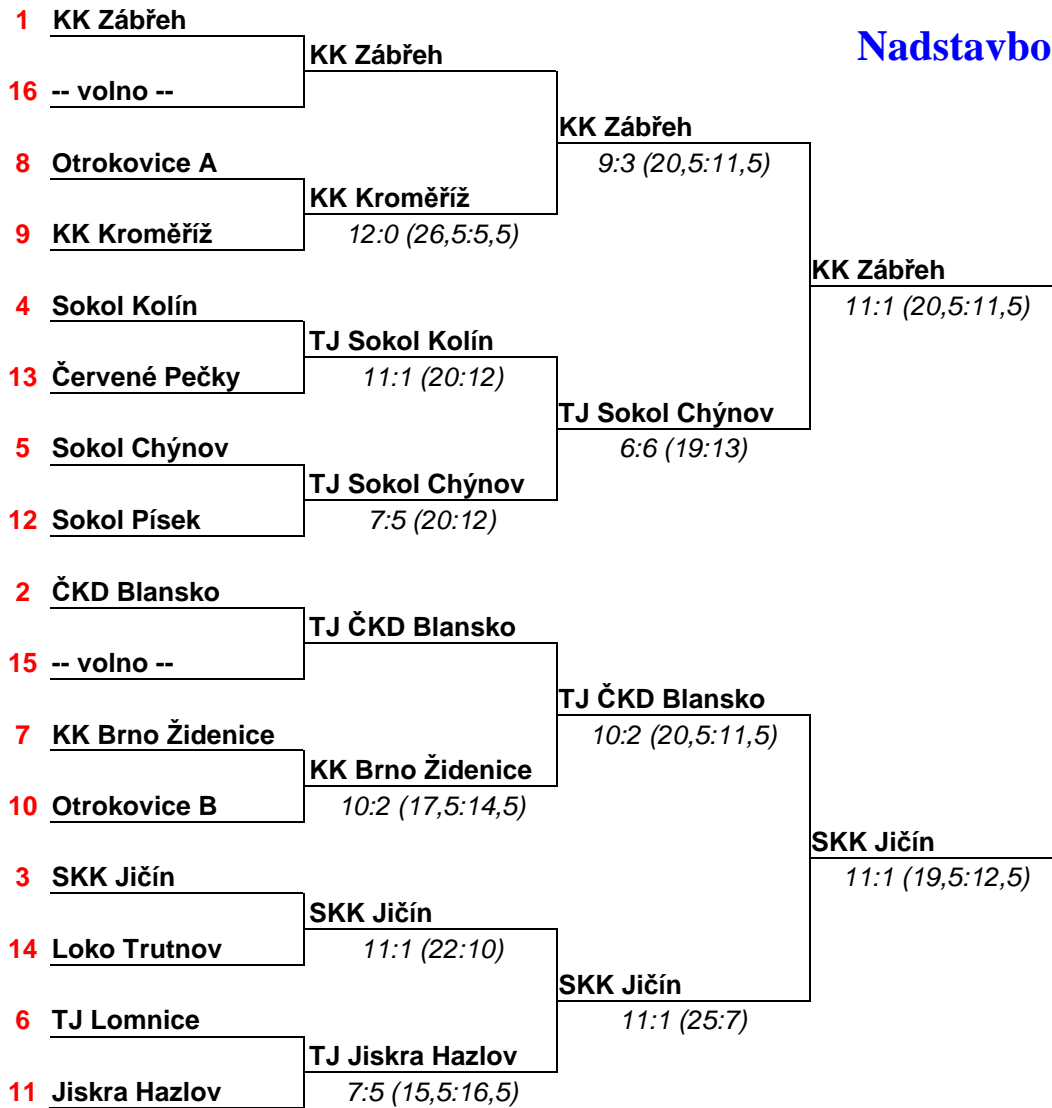 1 KK Zábřeh
KK Zábřeh
Nadstavbo
16 -- volno --
KK Zábřeh
8 Otrokovice A
9:3 (20,5:11,5)
KK Kroměříž
9 KK Kroměříž
12:0 (26,5:5,5)
KK Zábřeh
4 Sokol Kolín
11:1 (20,5:11,5)
TJ Sokol Kolín
13 Červené Pečky
11:1 (20:12)
TJ Sokol Chýnov
5 Sokol Chýnov
6:6 (19:13)
TJ Sokol Chýnov
12 Sokol Písek
7:5 (20:12)
2 ČKD Blansko
TJ ČKD Blansko
15 -- volno --
TJ ČKD Blansko
7 KK Brno Židenice
10:2 (20,5:11,5)
KK Brno Židenice
10 Otrokovice B
10:2 (17,5:14,5)
SKK Jičín
3 SKK Jičín
11:1 (19,5:12,5)
SKK Jičín
14 Loko Trutnov
11:1 (22:10)
SKK Jičín
6 TJ Lomnice
11:1 (25:7)
TJ Jiskra Hazlov
11 Jiskra Hazlov
7:5 (15,5:16,5)